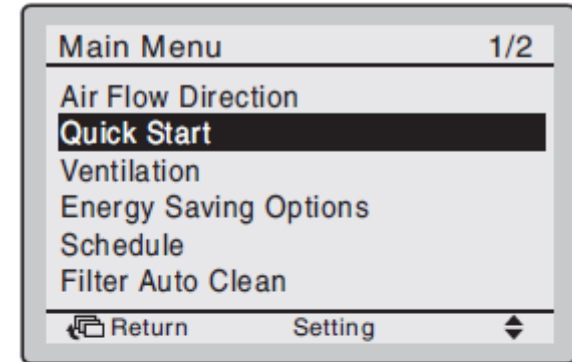 Main Menu 1/2
Air Flow Direction
Quick Start
Ventilation
Energy Saving Options
Schedule
Filter Auto Clean
Return Setting